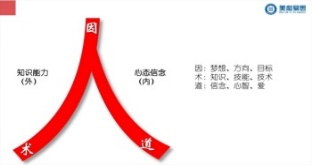 因
知识能力
（外）
心态信念
（内）
术
道
因：梦想、方向、目标
术：知识、技能、技术
道：信念、心智、爱